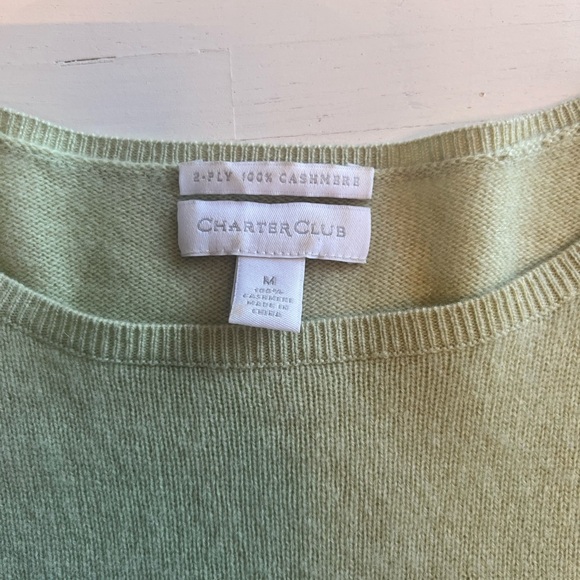 2-PLY 100% CASHMERE
CHARTER CLUB
M
100%
CASHMERE
MADE IN
CHINA